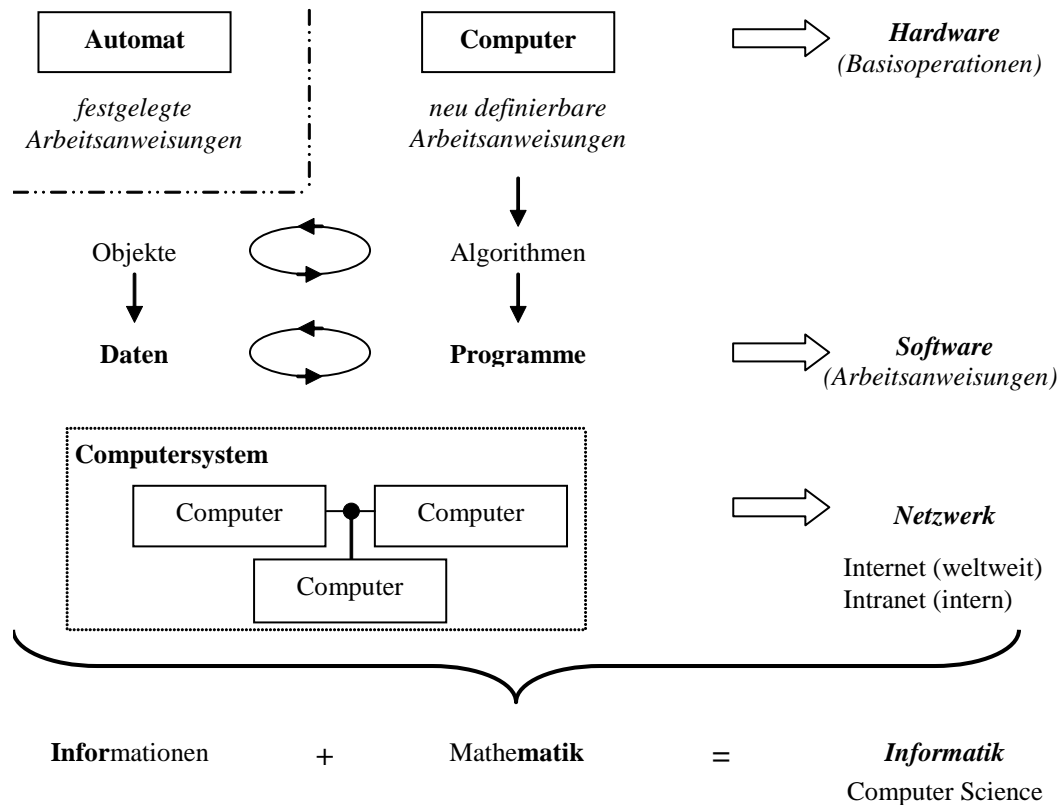 Automat
Computer
Hardware
(Basisoperationen)
festgelegte
Arbeitsanweisungen
neu definierbare
Arbeitsanweisungen
Objekte
Algorithmen
Daten
Programme
Software
(Arbeitsanweisungen)
Computersystem
Computer
Computer
Computer
Netzwerk
Internet (weltweit)
Intranet (intern)
Informationen + Mathematik = Informatik
Computer Science